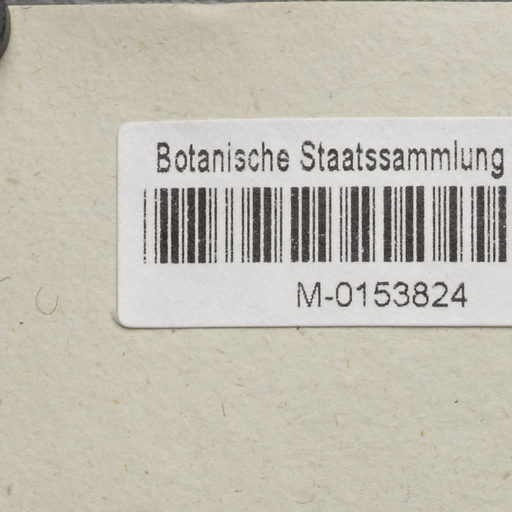 Botanische Staatssammlung
M-0153824